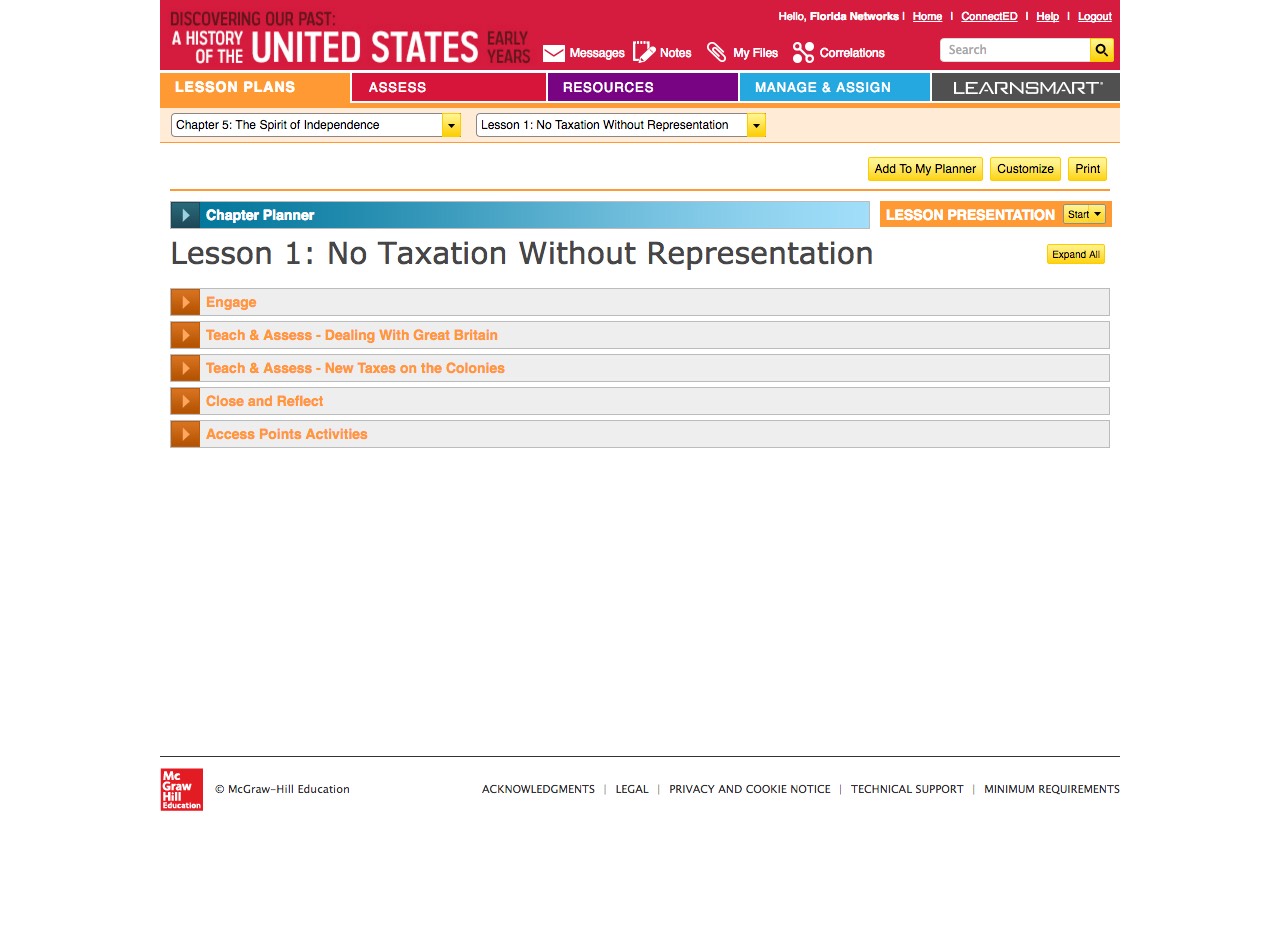 DISCOVERING OUR PAST:
A HISTORY OF THE UNITED STATES EARLY YEARS
Hello, Florida Networks | Home | ConnectED | Help | Logout
Messages Notes My Files Correlations Search
LESSON PLANS ASSESS RESOURCES MANAGE & ASSIGN LEARNSMART®
Chapter 5: The Spirit of Independence Lesson 1: No Taxation Without Representation
Add To My Planner Customize Print
Chapter Planner LESSON PRESENTATION Start
Lesson 1: No Taxation Without Representation Expand All
Engage
Teach & Assess - Dealing With Great Britain
Teach & Assess - New Taxes on the Colonies
Close and Reflect
Access Points Activities
Mc
Graw
Hill
Education
© McGraw-Hill Education ACKNOWLEDGMENTS | LEGAL | PRIVACY AND COOKIE NOTICE | TECHNICAL SUPPORT | MINIMUM REQUIREMENTS